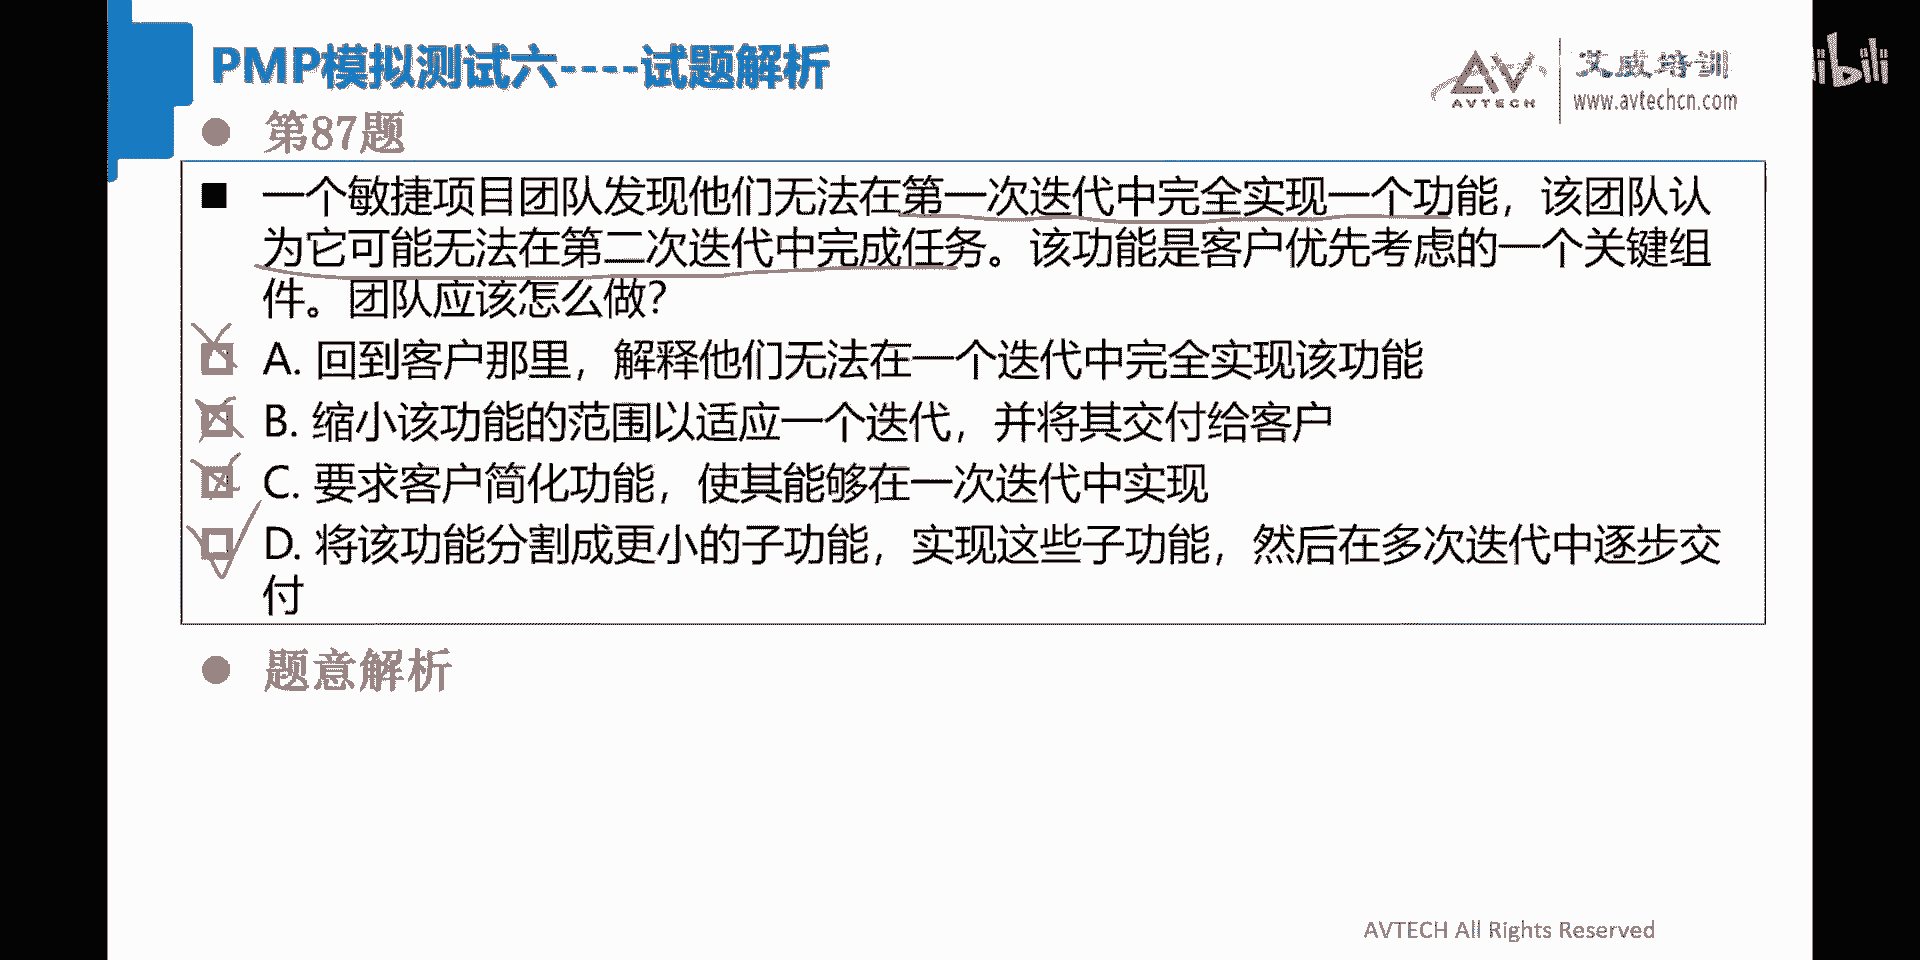 PMP模拟测试六----试题解析
AVTECH
艾威培训
www.avtechcn.com
第87题
一个敏捷项目团队发现他们无法在第一次迭代中完全实现一个功能，该团队认
为它可能无法在第二次迭代中完成任务。该功能是客户优先考虑的一个关键组
件。团队应该怎么做？
A. 回到客户那里，解释他们无法在一个迭代中完全实现该功能
B. 缩小该功能的范围以适应一个迭代，并将其交付给客户
C. 要求客户简化功能，使其能够在一次迭代中实现
D. 将该功能分割成更小的子功能，实现这些子功能，然后在多次迭代中逐步交
付
题意解析
AVTECH All Rights Reserved